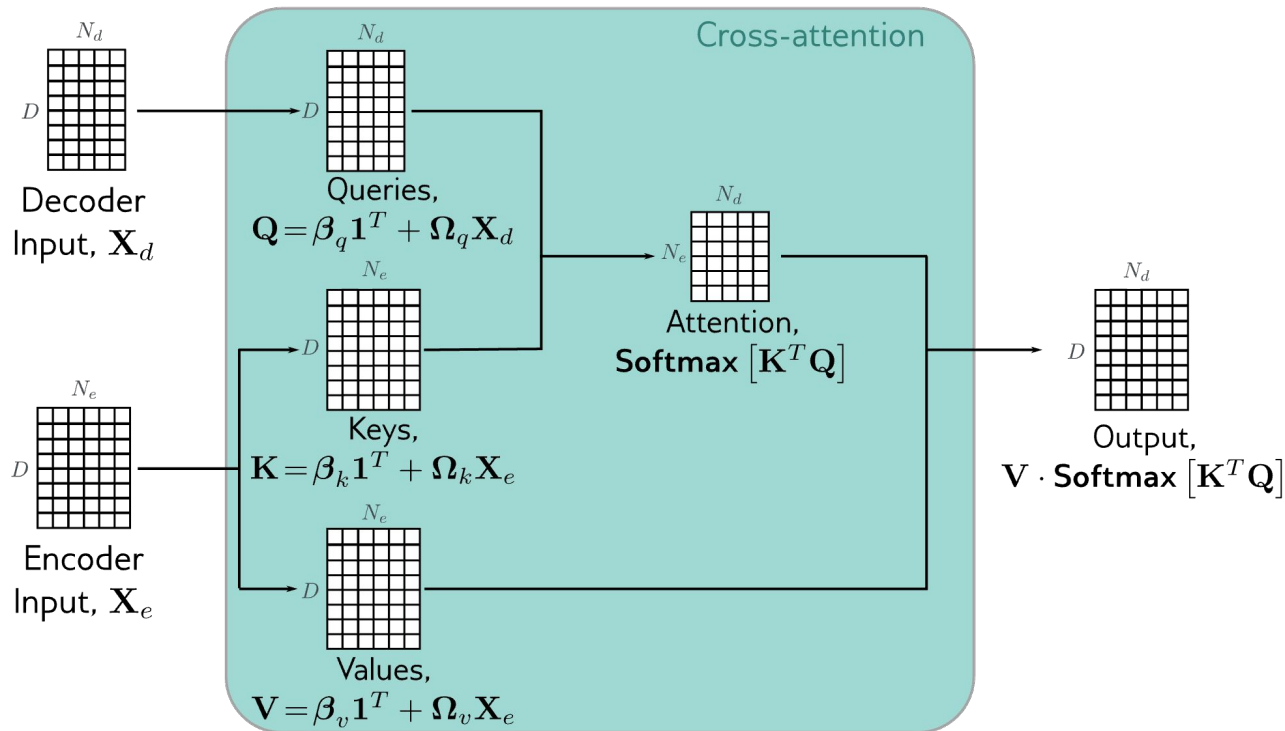 Cross-attention
N_d
D
Decoder
Input, X_d
N_d
D
Queries,
Q = β_q 1^T + Ω_q X_d
N_e
D
Encoder
Input, X_e
N_e
D
Keys,
K = β_k 1^T + Ω_k X_e
N_e
D
Values,
V = β_v 1^T + Ω_v X_e
N_d
N_e
Attention,
Softmax [K^T Q]
N_d
D
Output,
V · Softmax [K^T Q]